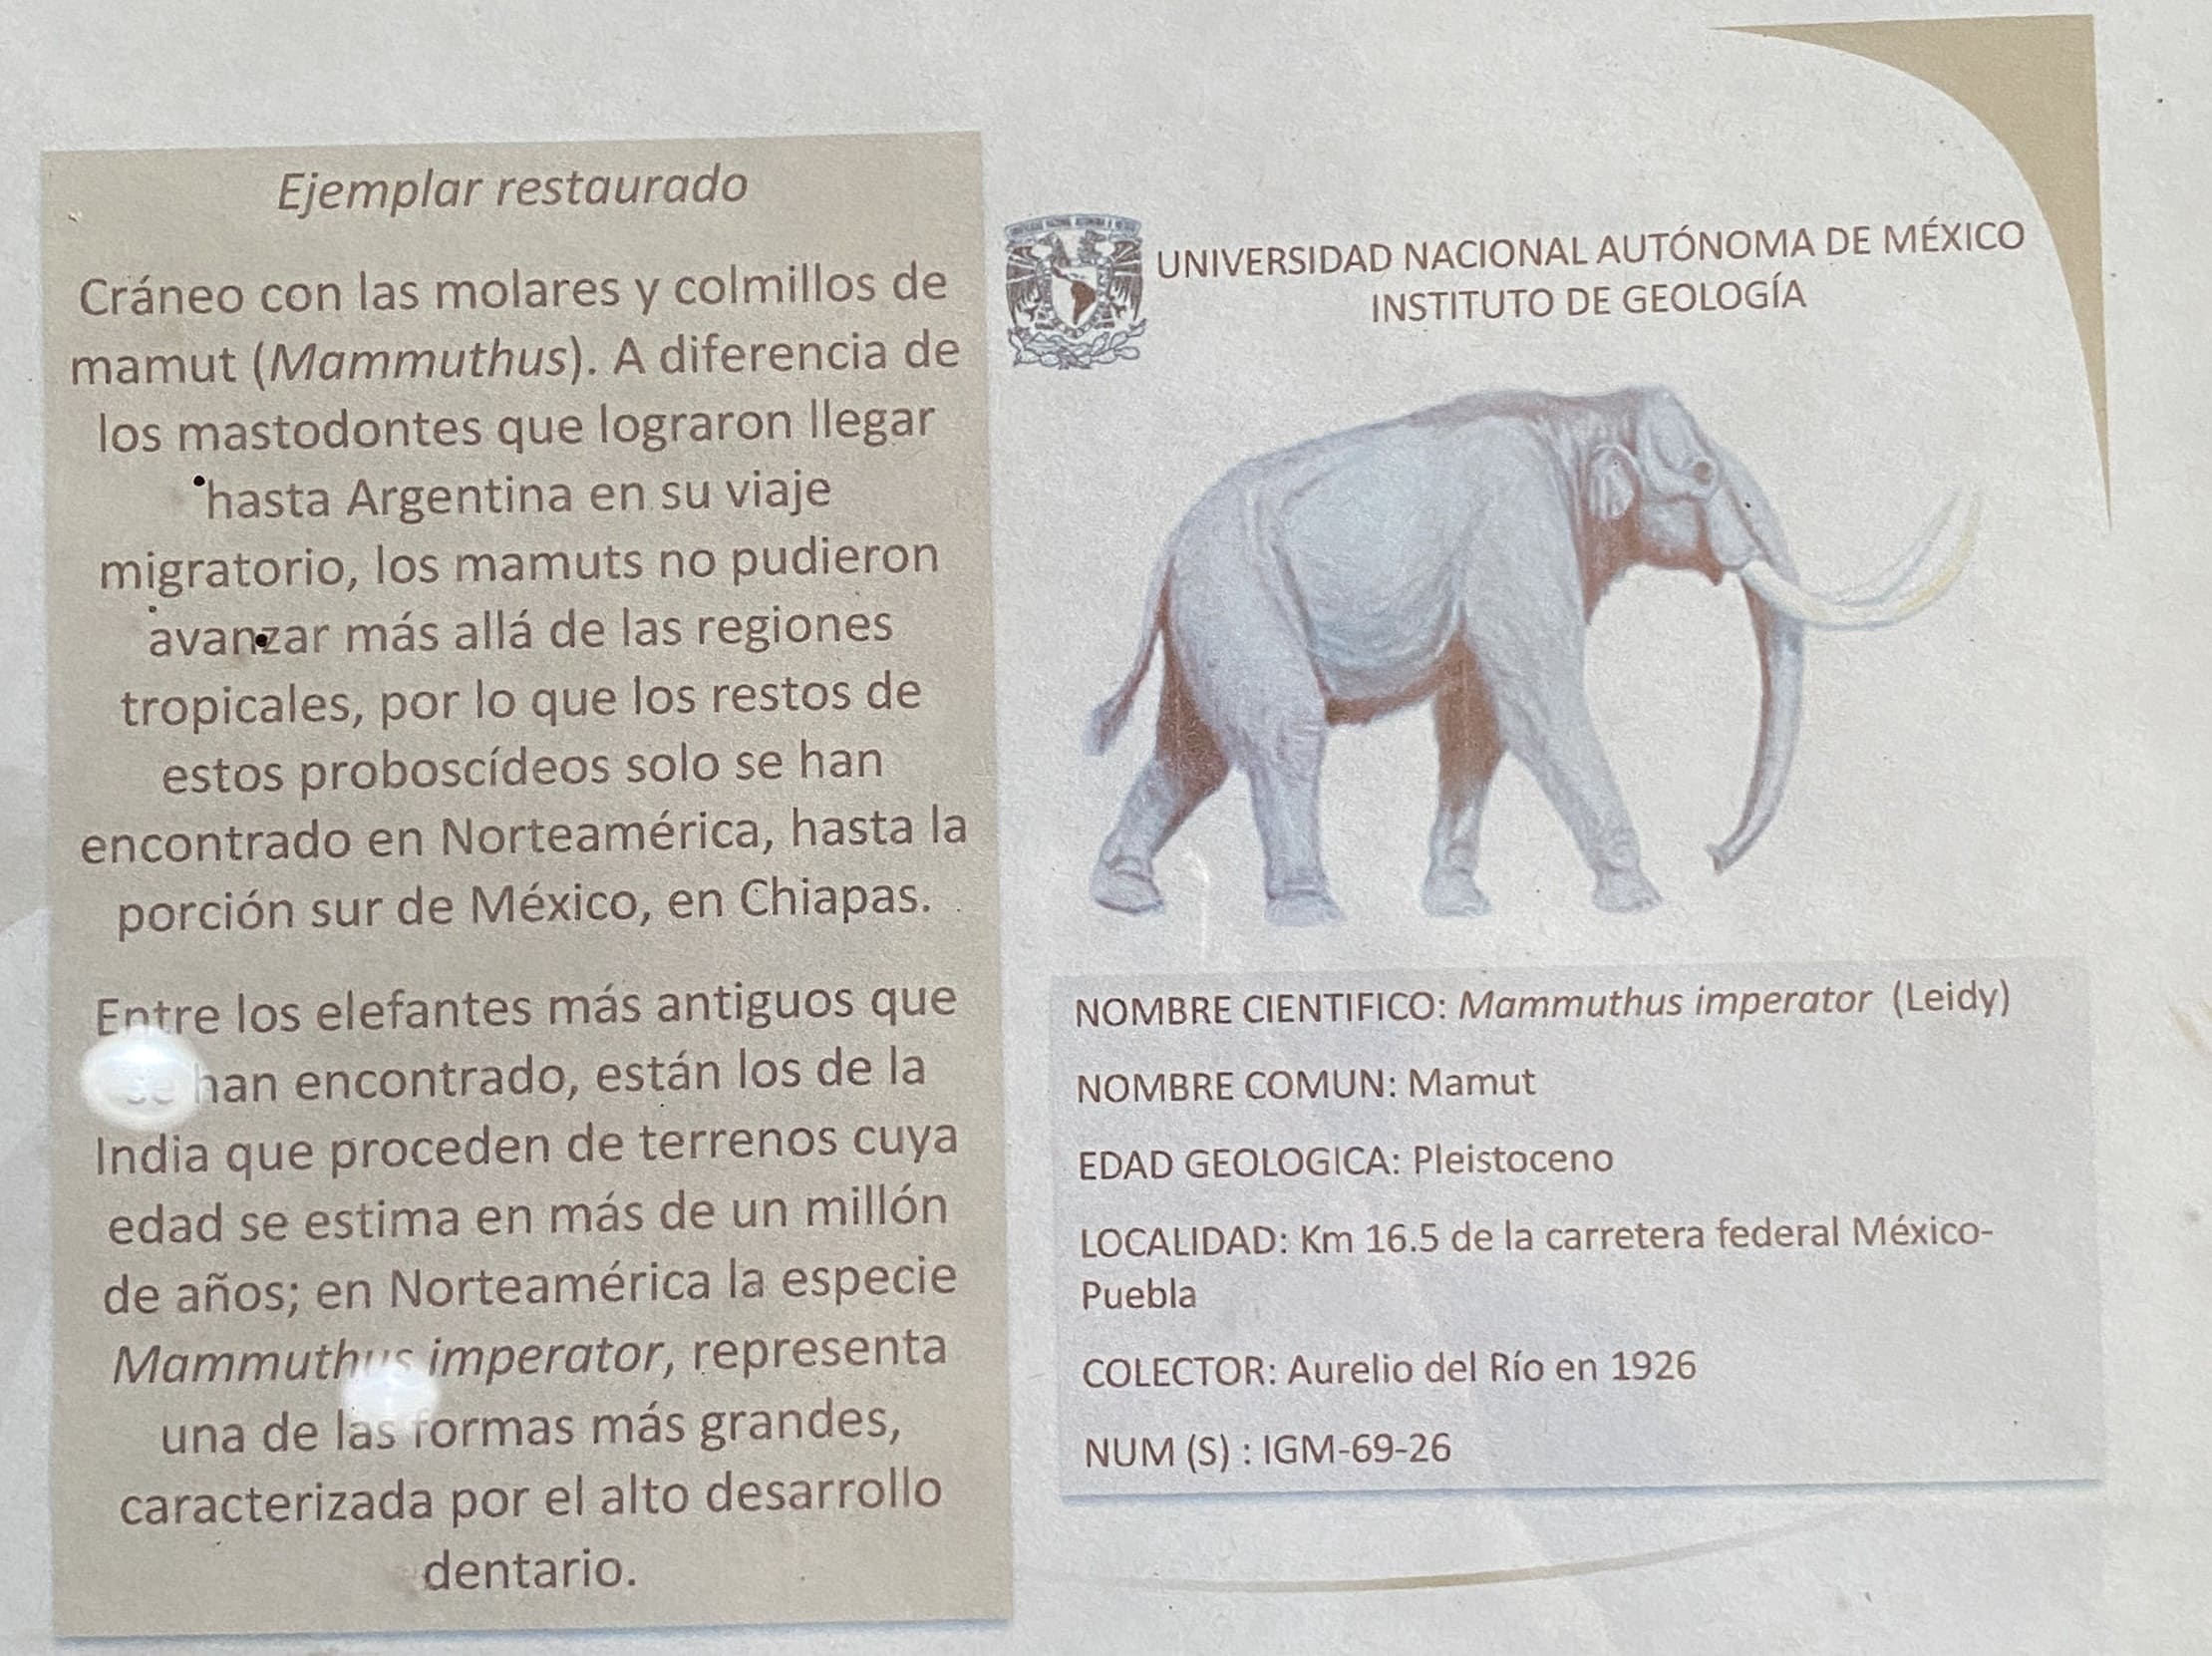 Ejemplar restaurado
Cráneo con las molares y colmillos de
mamut (Mammuthus). A diferencia de
los mastodontes que lograron llegar
hasta Argentina en su viaje
migratorio, los mamuts no pudieron
avanzar más allá de las regiones
tropicales, por lo que los restos de
estos proboscídeos solo se han
encontrado en Norteamérica, hasta la
porción sur de México, en Chiapas.
Entre los elefantes más antiguos que
se han encontrado, están los de la
India que proceden de terrenos cuya
edad se estima en más de un millón
de años; en Norteamérica la especie
Mammuthus imperator, representa
una de las formas más grandes,
caracterizada por el alto desarrollo
dentario.
UNIVERSIDAD NACIONAL AUTÓNOMA DE MÉXICO
INSTITUTO DE GEOLOGÍA
NOMBRE CIENTIFICO: Mammuthus imperator (Leidy)
NOMBRE COMUN: Mamut
EDAD GEOLOGICA: Pleistoceno
LOCALIDAD: Km 16.5 de la carretera federal México-
Puebla
COLECTOR: Aurelio del Río en 1926
NUM (S) : IGM-69-26